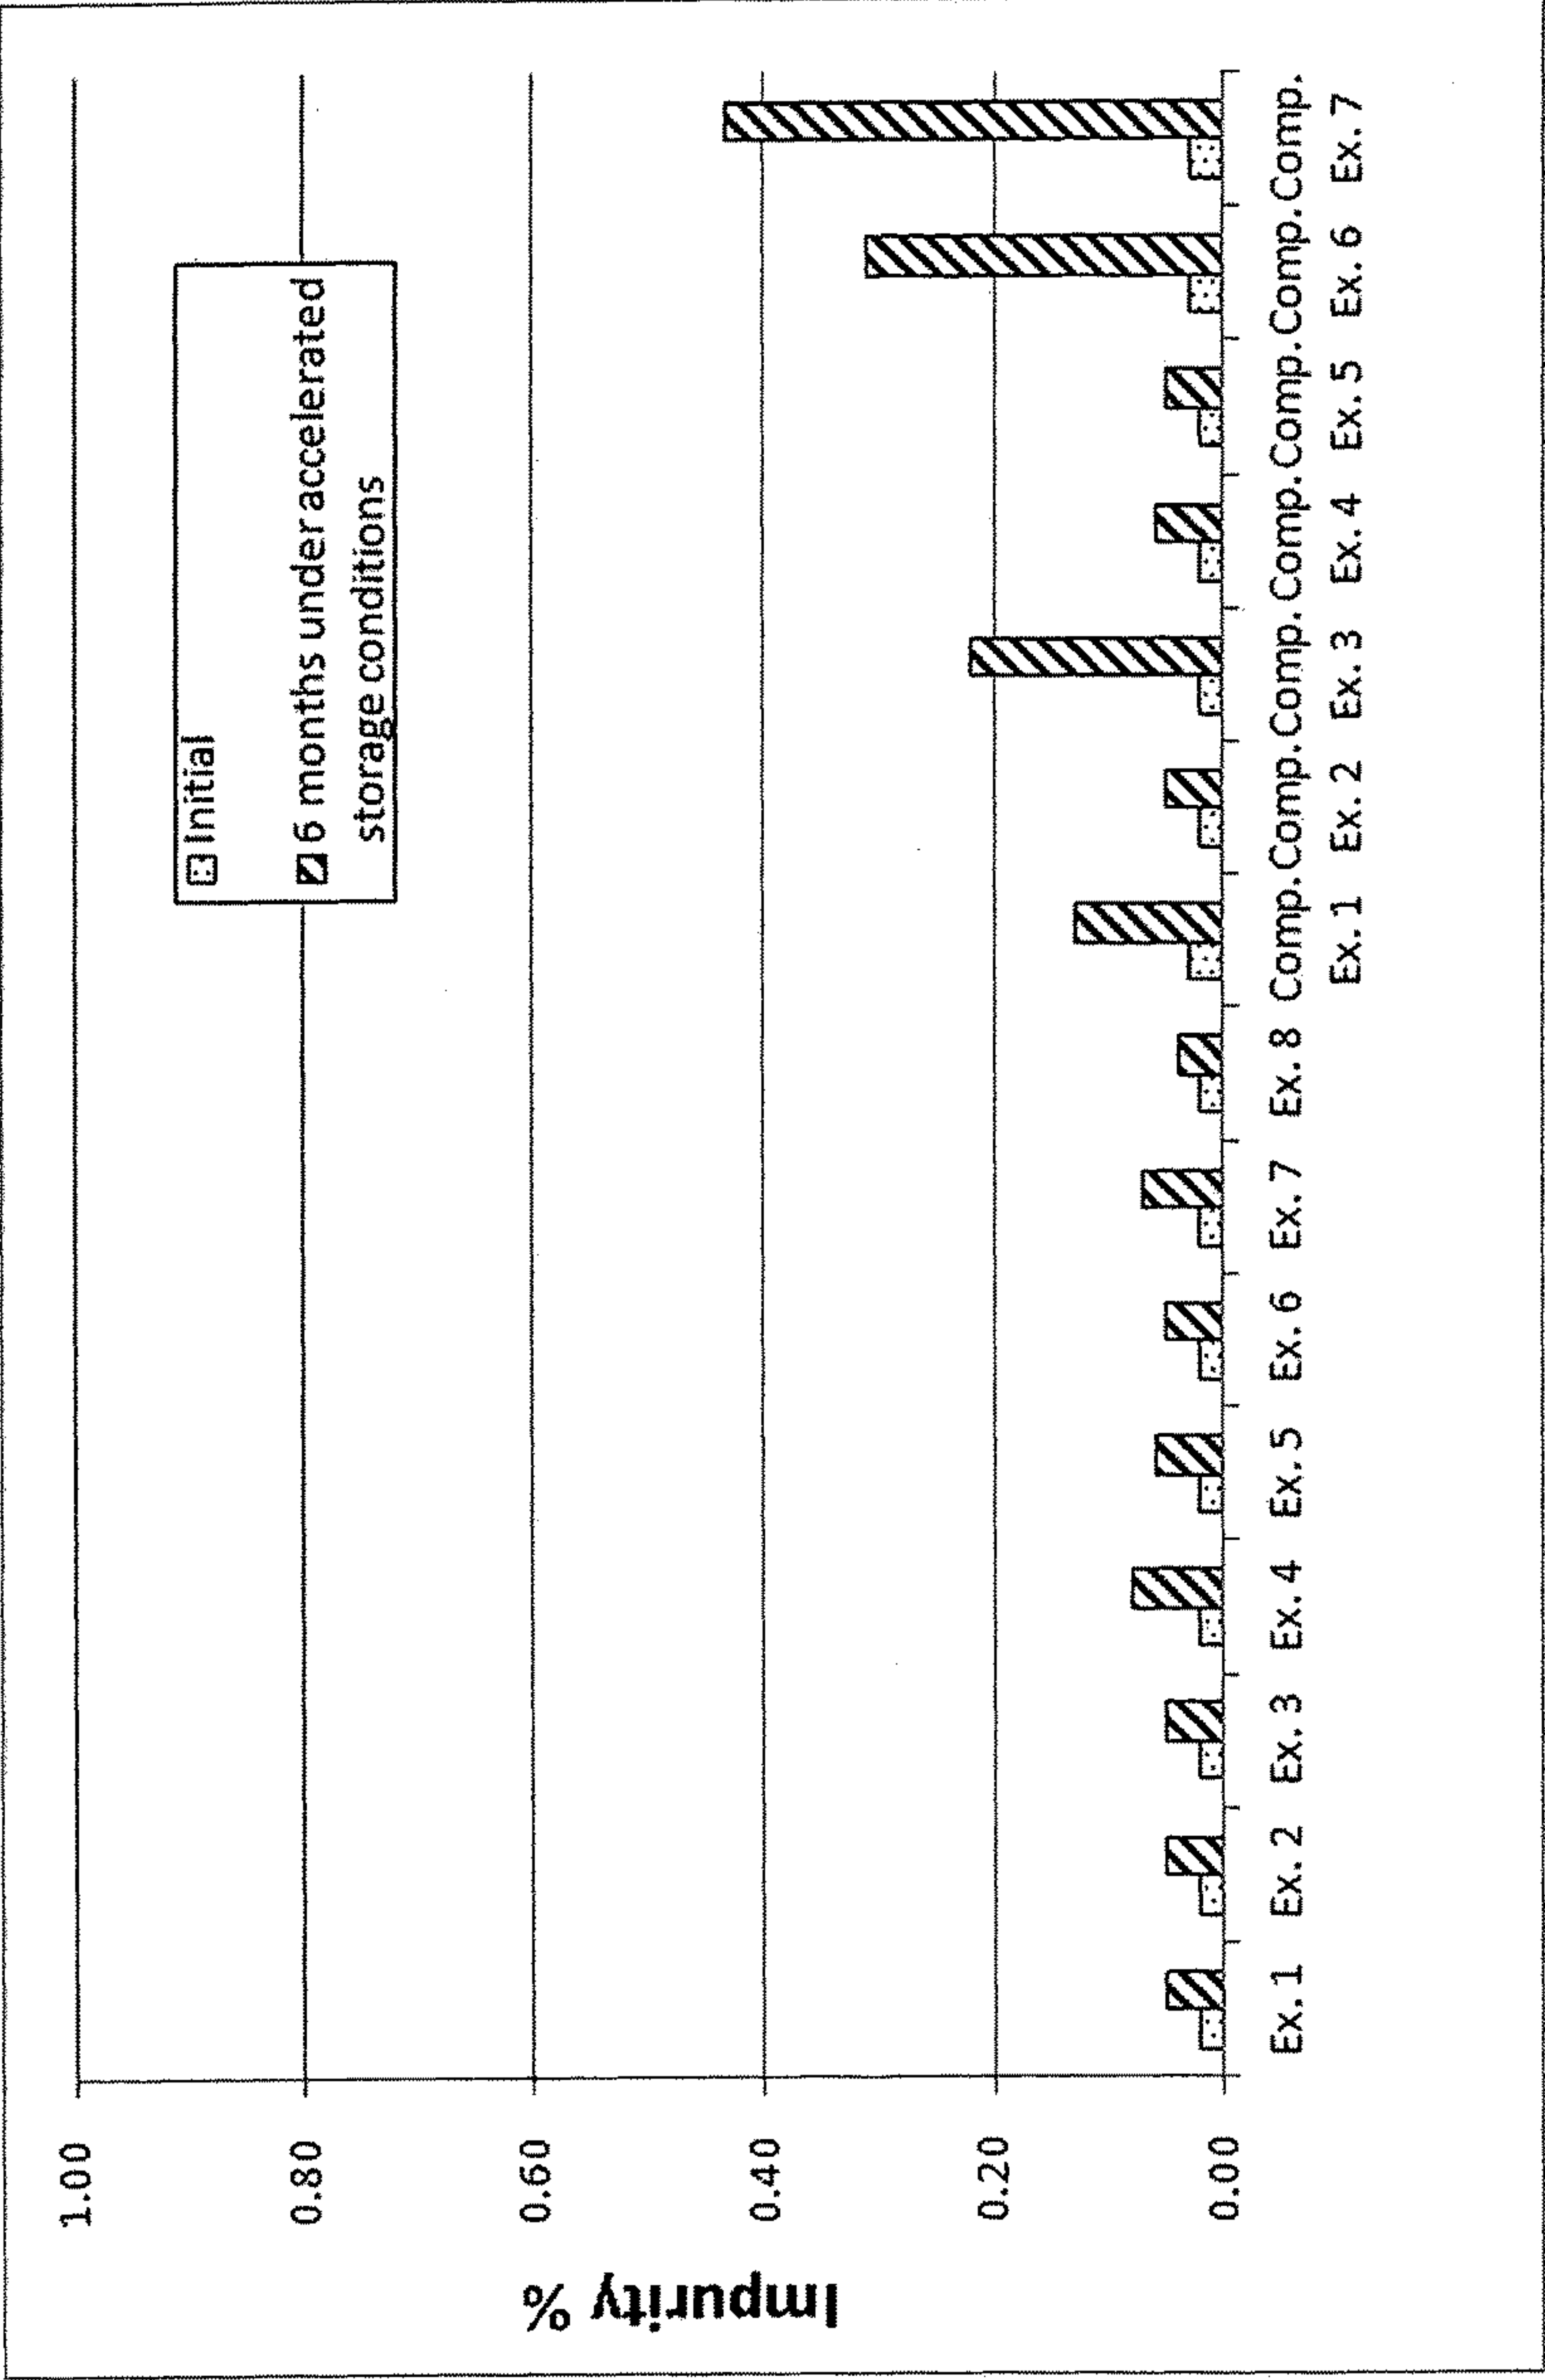 Impurity %
1.00
0.80
0.60
0.40
0.20
0.00
Initial
6 months under accelerated
storage conditions
Ex. 1 Ex. 2 Ex. 3 Ex. 4 Ex. 5 Ex. 6 Ex. 7 Ex. 8 Comp. Comp. Comp. Comp. Comp. Comp. Comp.
Ex. 1 Ex. 2 Ex. 3 Ex. 4 Ex. 5 Ex. 6 Ex. 7